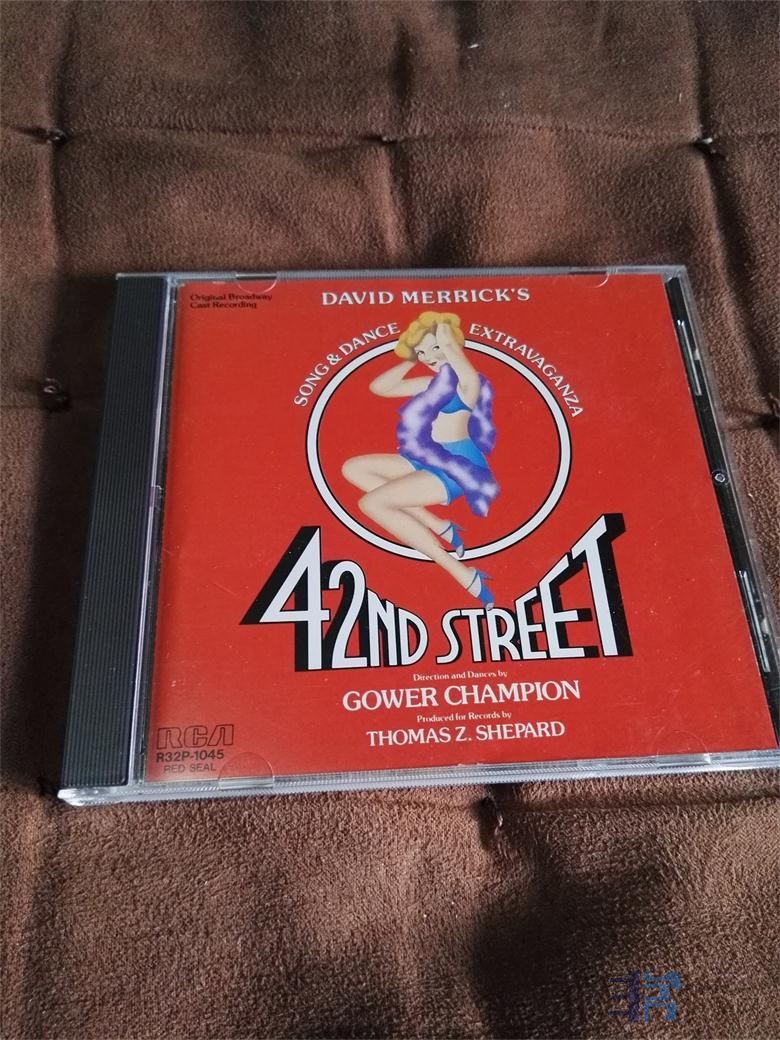 Original Broadway
Cast Recording
DAVID MERRICK'S
SONG & DANCE EXTRAVAGANZA
42ND STREET
Direction and Dances by
GOWER CHAMPION
Produced for Records by
THOMAS Z. SHEPARD
RCA
R32P-1045
RED SEAL